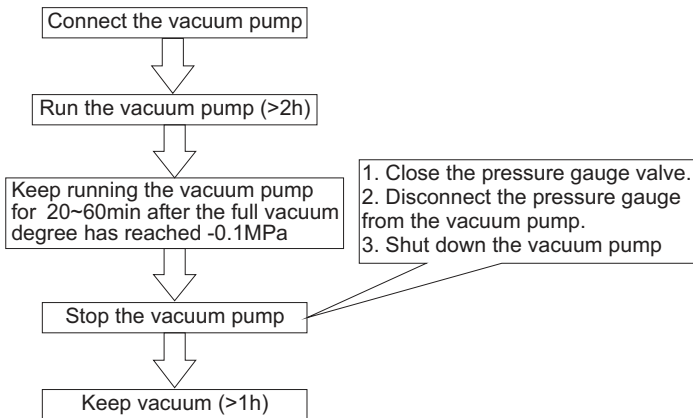 Connect the vacuum pump
Run the vacuum pump (>2h)
Keep running the vacuum pump
for 20~60min after the full vacuum
degree has reached -0.1MPa
1. Close the pressure gauge valve.
2. Disconnect the pressure gauge
from the vacuum pump.
3. Shut down the vacuum pump
Stop the vacuum pump
Keep vacuum (>1h)